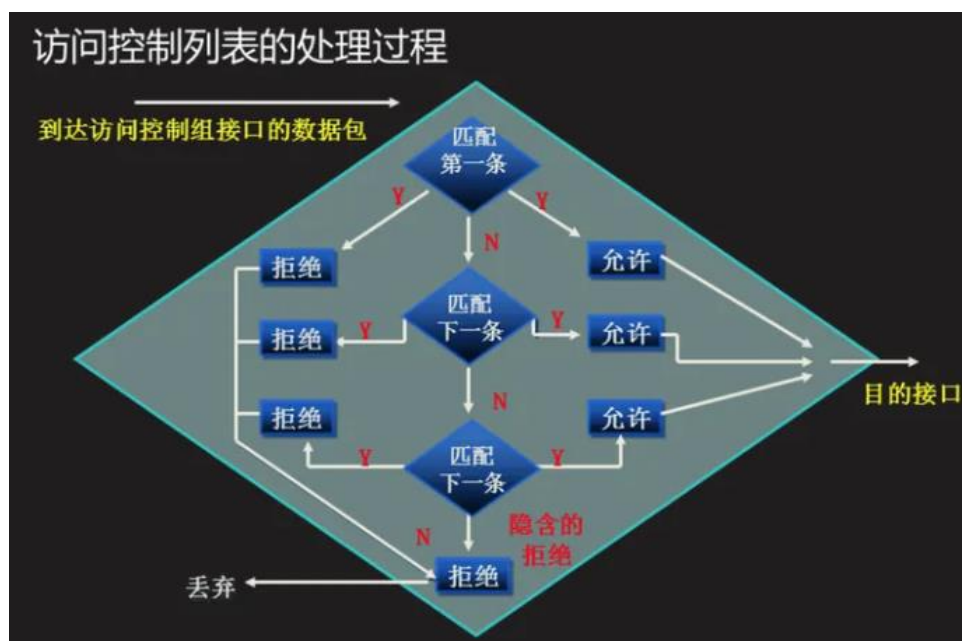 访问控制列表的处理过程
到达访问控制组接口的数据包
匹配
第一条
Y
Y
N
拒绝
允许
匹配
下一条
拒绝
Y
Y
允许
N
拒绝
允许
匹配
下一条
Y
Y
目的接口
N
隐含的
拒绝
拒绝
丢弃